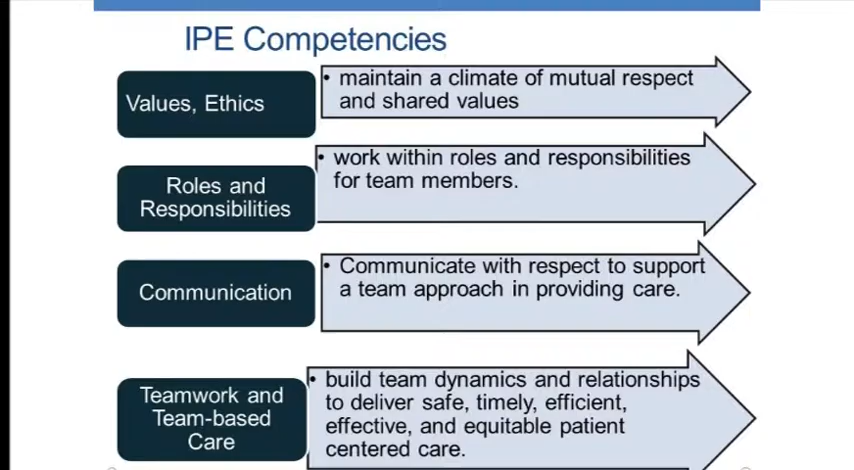 IPE Competencies
Values, Ethics
• maintain a climate of mutual respect
and shared values
Roles and
Responsibilities
• work within roles and responsibilities
for team members.
Communication
• Communicate with respect to support
a team approach in providing care.
Teamwork and
Team-based
Care
• build team dynamics and relationships
to deliver safe, timely, efficient,
effective, and equitable patient
centered care.